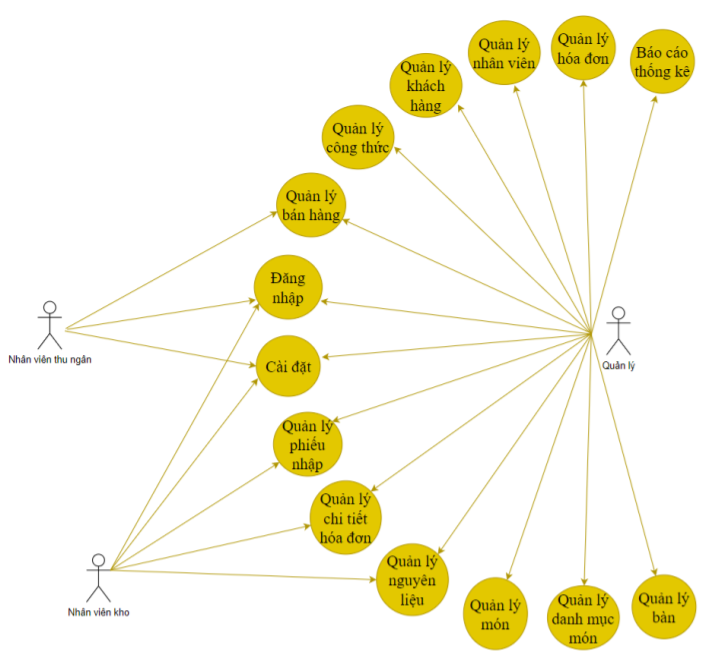 Quản lý
hóa đơn
Quản lý
nhân viên
Báo cáo
thống kê
Quản lý
khách
hàng
Quản lý
công thức
Quản lý
bán hàng
Đăng
nhập
Nhân viên thu ngân
Cài đặt
Quản lý
Quản lý
phiếu
nhập
Quản lý
chi tiết
hóa đơn
Quản lý
nguyên
liệu
Nhân viên kho
Quản lý
món
Quản lý
danh mục
món
Quản lý
bàn